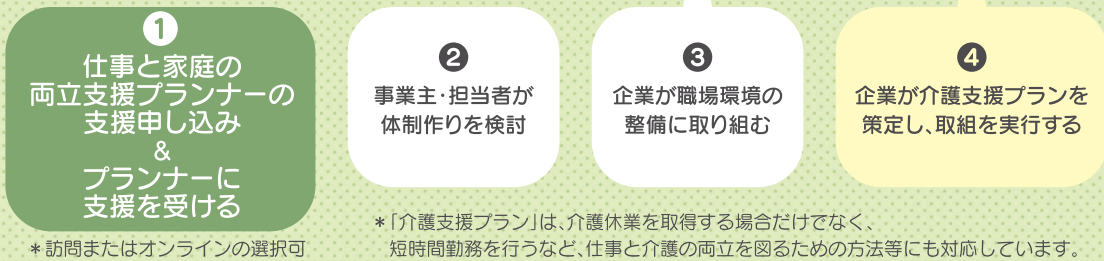 ❶
仕事と家庭の
両立支援プランナーの
支援申し込み
&
プランナーに
支援を受ける
＊訪問またはオンラインの選択可
❷
事業主・担当者が
体制作りを検討
❸
企業が職場環境の
整備に取り組む
❹
企業が介護支援プランを
策定し、取組を実行する
＊「介護支援プラン」は、介護休業を取得する場合だけでなく、
短時間勤務を行うなど、仕事と介護の両立を図るための方法等にも対応しています。